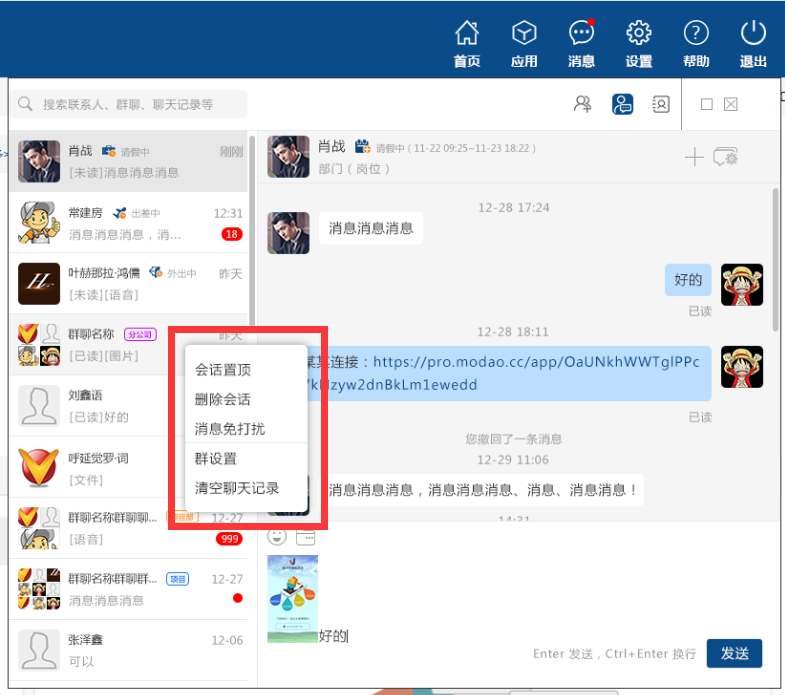 首页
应用
消息
设置
帮助
退出
搜索联系人、群聊、聊天记录等
肖战 请假中 刚刚
[未读]消息消息消息
常建房 出差中 12:31
消息消息消息，消... 18
叶赫那拉·鸿儒 外出中 昨天
[未读][语音]
群聊名称 分公司 昨天
[已读][图片]
刘鑫语
[已读]好的
呼延觉罗·词
[文件]
群聊名称群聊聊... 12-27
[语音] 999
群聊名称群聊群... 项目 12-27
消息消息消息
张泽鑫 12-06
可以
会话置顶
删除会话
消息免打扰
群设置
清空聊天记录
肖战 请假中 ( 11-22 09:25~11-23 18:22 )
部门（岗位）
12-28 17:24
消息消息消息
好的
已读
12-28 18:11
某某连接：https://pro.modao.cc/app/OaUNkhWWTglPPc
kHzyw2dnBkLm1ewedd
已读
您撤回了一条消息
12-29 11:06
消息消息消息，消息消息消息、消息、消息消息！
14:31
好的
Enter 发送，Ctrl+Enter 换行
发送